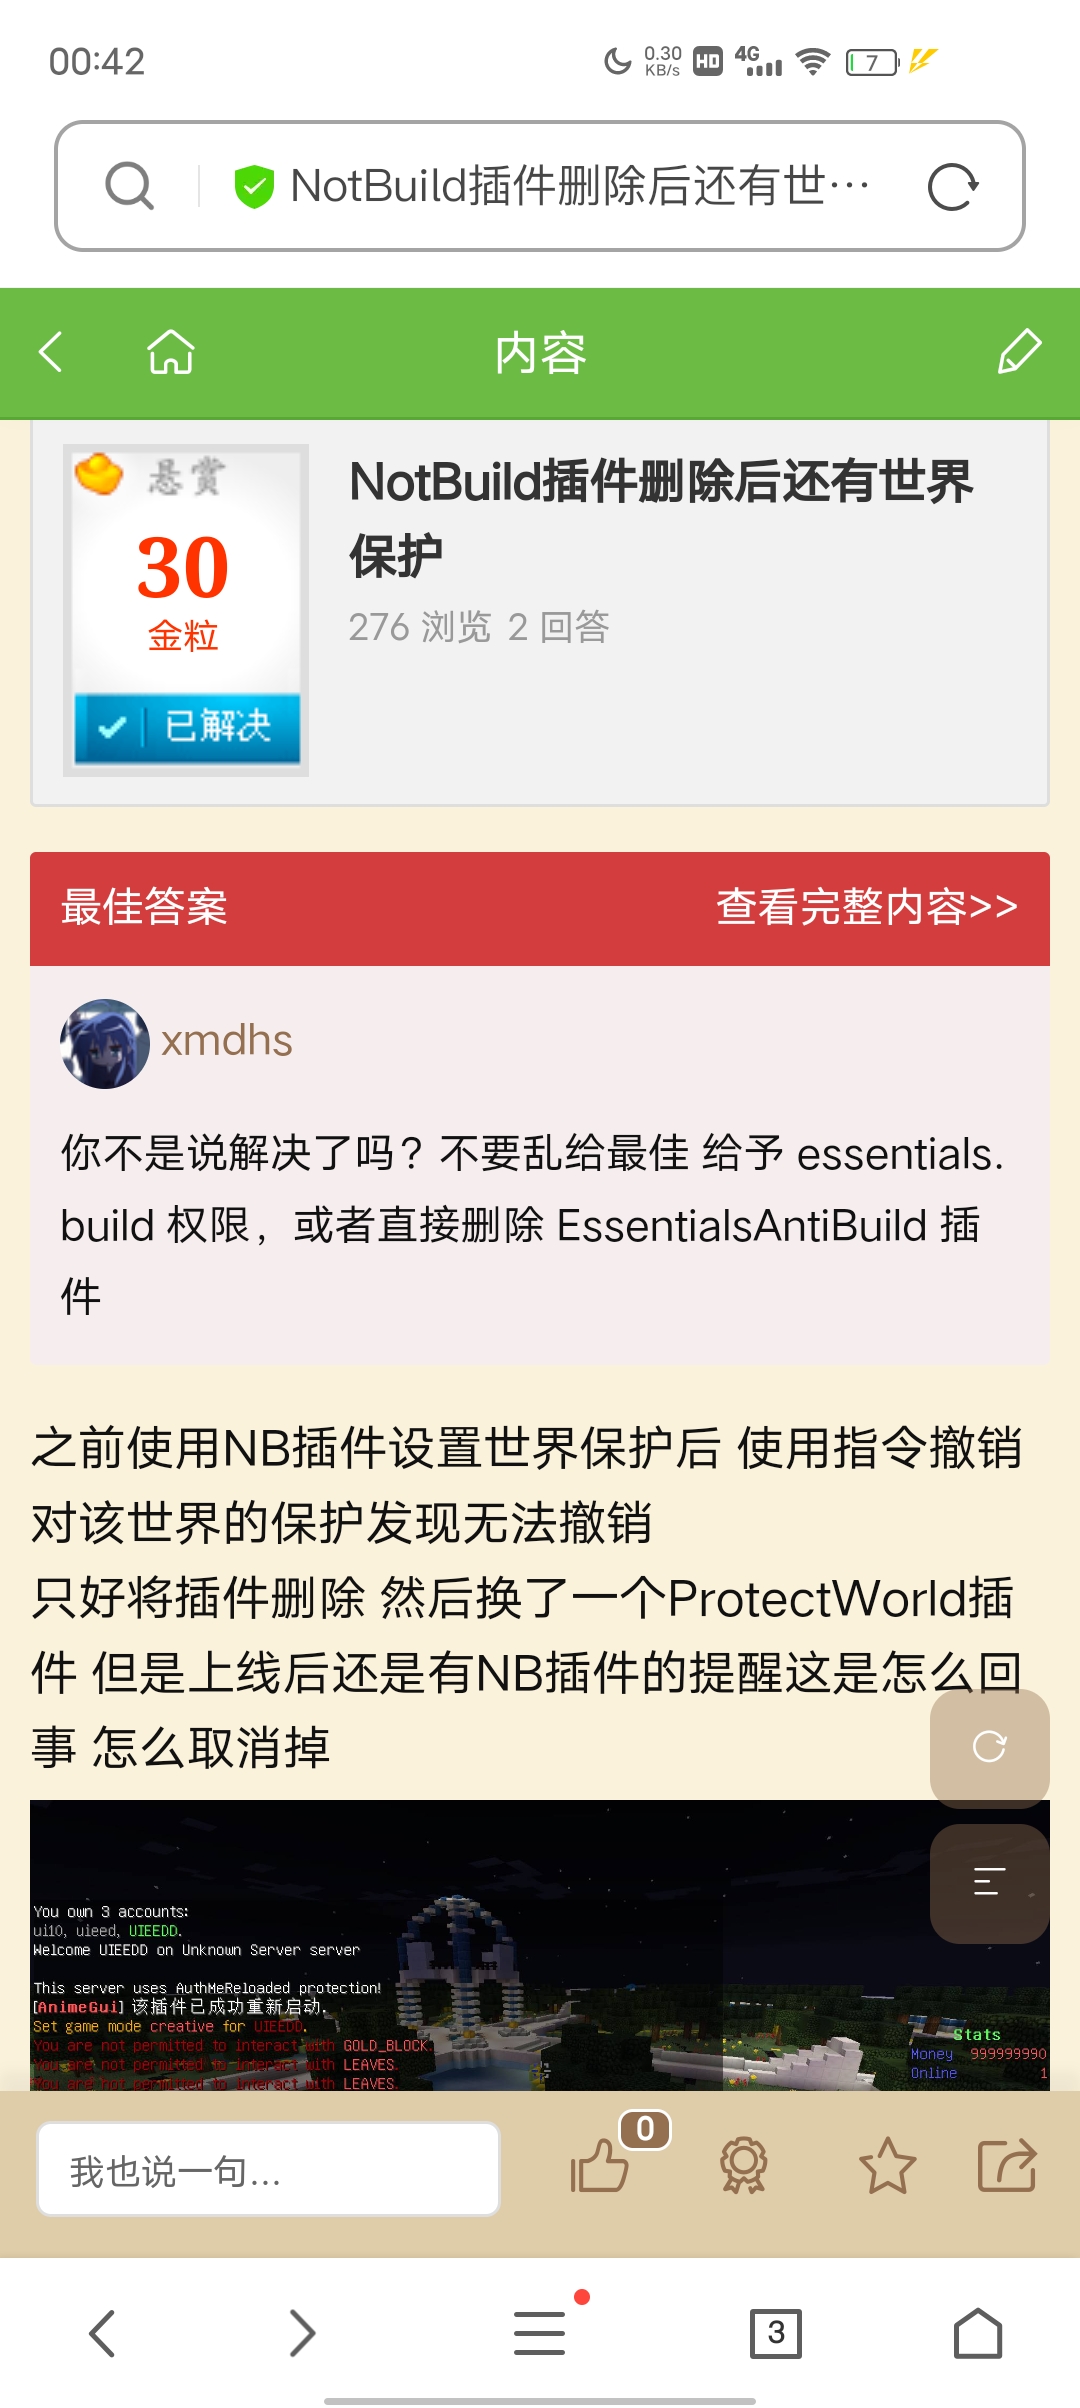 00:42
0.30 KB/s HD 4G 7
NotBuild插件删除后还有世…
内容
悬赏
30
金粒
已解决
NotBuild插件删除后还有世界
保护
276 浏览 2 回答
最佳答案 查看完整内容>>
xmdhs
你不是说解决了吗？不要乱给最佳 给予 essentials.
build 权限，或者直接删除 EssentialsAntiBuild 插
件
之前使用NB插件设置世界保护后 使用指令撤销
对该世界的保护发现无法撤销
只好将插件删除 然后换了一个ProtectWorld插
件 但是上线后还是有NB插件的提醒这是怎么回
事 怎么取消掉
You own 3 accounts:
ui10, uieed, UIEEDD.
Welcome UIEEDD on Unknown Server server
This server uses AuthMeReloaded protection!
[AnimeGui] 该插件已成功重新启动.
Set game mode creative for UIEEDD.
You are not permitted to interact with GOLD_BLOCK.
You are not permitted to interact with LEAVES.
You are not permitted to interact with LEAVES.
Stats
Money 999999990
Online 1
我也说一句...
0
3